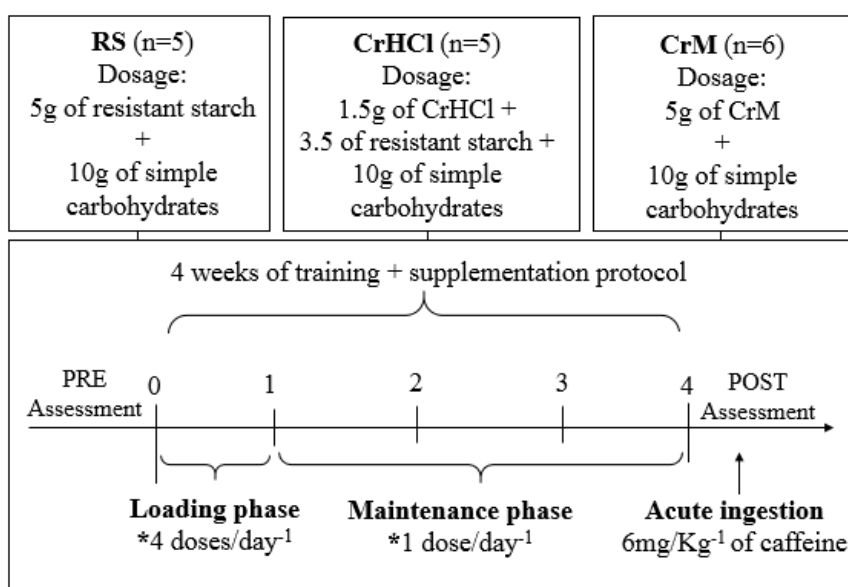 RS (n=5)
Dosage:
5g of resistant starch
+
10g of simple
carbohydrates
CrHCl (n=5)
Dosage:
1.5g of CrHCl +
3.5 of resistant starch +
10g of simple
carbohydrates
CrM (n=6)
Dosage:
5g of CrM
+
10g of simple
carbohydrates
4 weeks of training + supplementation protocol
PRE
Assessment
0 1 2 3 4
POST
Assessment
Loading phase
*4 doses/day⁻¹
Maintenance phase
*1 dose/day⁻¹
Acute ingestion
6mg/Kg⁻¹ of caffeine